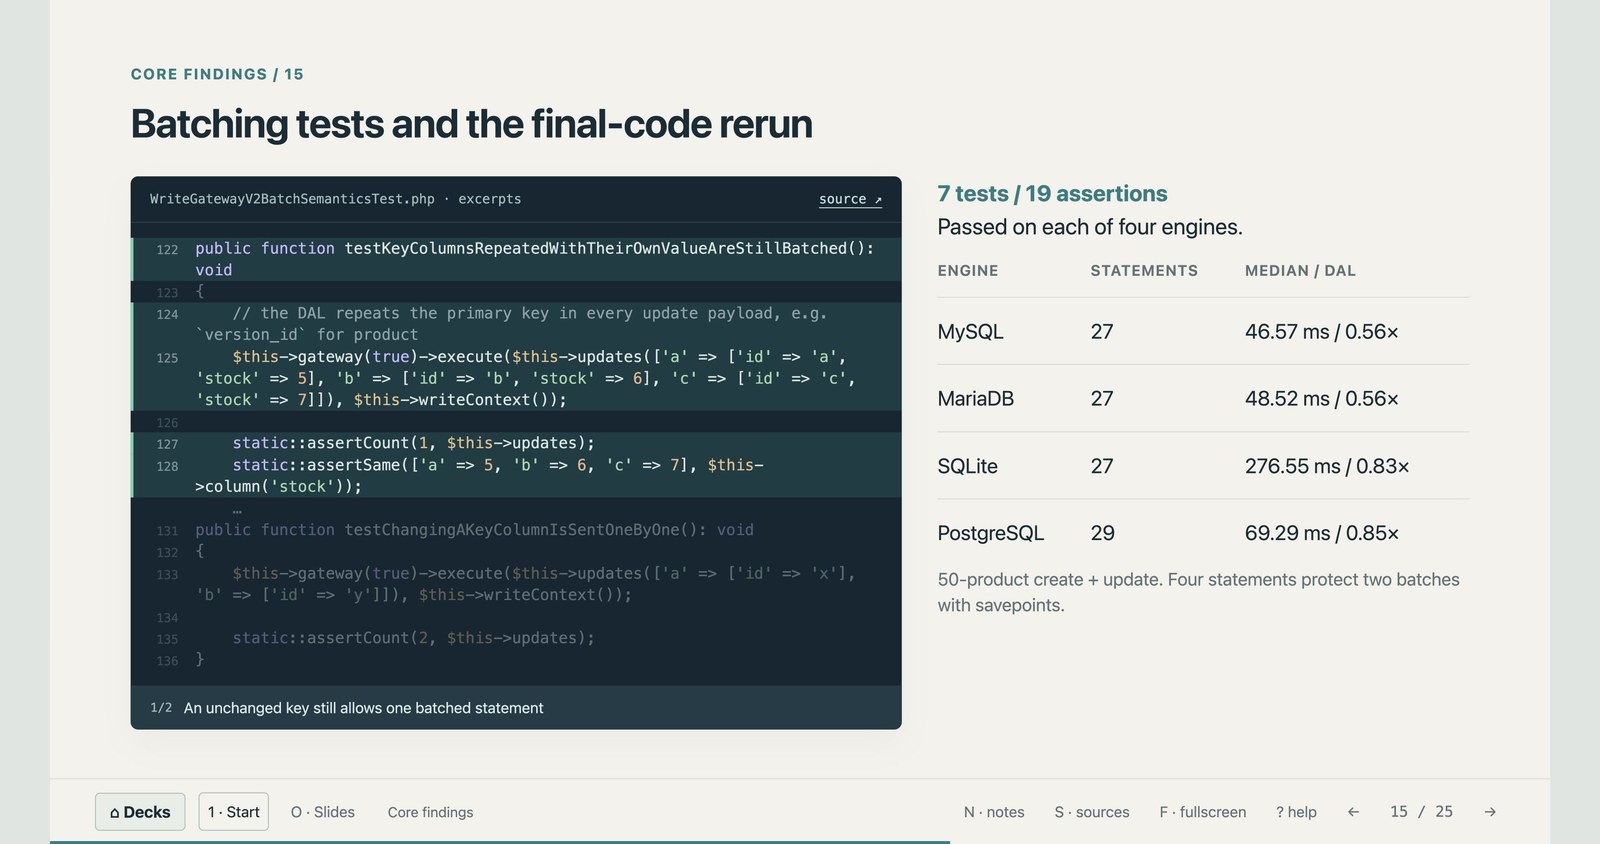 CORE FINDINGS / 15
Batching tests and the final-code rerun
WriteGatewayV2BatchSemanticsTest.php · excerpts
source ↗
122 public function testKeyColumnsRepeatedWithTheirOwnValueAreStillBatched():
void
123 {
124 // the DAL repeats the primary key in every update payload, e.g.
`version_id` for product
125 $this->gateway(true)->execute($this->updates(['a' => ['id' => 'a',
'stock' => 5], 'b' => ['id' => 'b', 'stock' => 6], 'c' => ['id' => 'c',
'stock' => 7]]), $this->writeContext());
126
127 static::assertCount(1, $this->updates);
128 static::assertSame(['a' => 5, 'b' => 6, 'c' => 7], $this-
>column('stock'));
…
131 public function testChangingAKeyColumnIsSentOneByOne(): void
132 {
133 $this->gateway(true)->execute($this->updates(['a' => ['id' => 'x'],
'b' => ['id' => 'y']]), $this->writeContext());
134
135 static::assertCount(2, $this->updates);
136 }
1/2 An unchanged key still allows one batched statement
7 tests / 19 assertions
Passed on each of four engines.
ENGINE STATEMENTS MEDIAN / DAL
MySQL 27 46.57 ms / 0.56×
MariaDB 27 48.52 ms / 0.56×
SQLite 27 276.55 ms / 0.83×
PostgreSQL 29 69.29 ms / 0.85×
50-product create + update. Four statements protect two batches
with savepoints.
⌂ Decks 1 · Start O · Slides Core findings N · notes S · sources F · fullscreen ? help ← 15 / 25 →